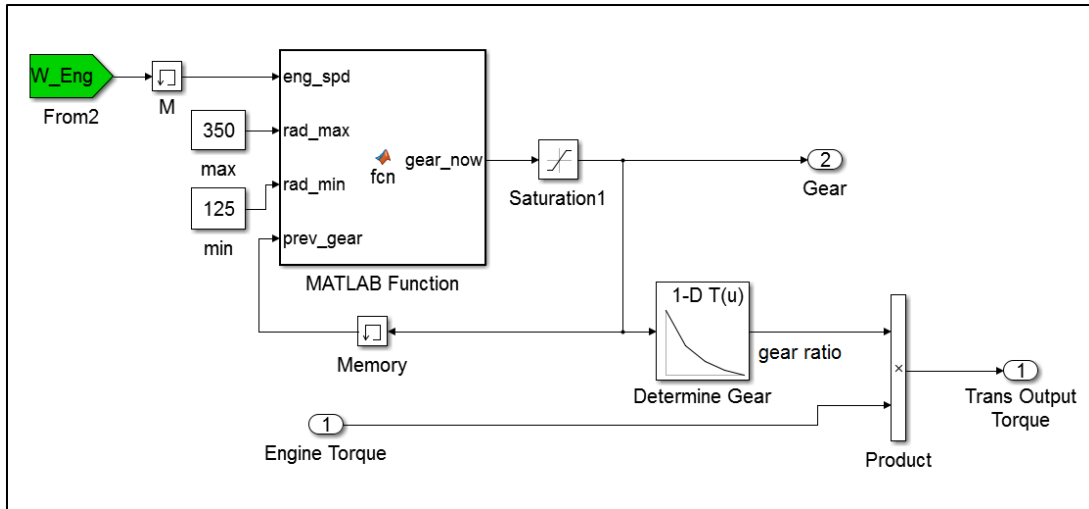 W_Eng
From2
M
350
max
125
min
eng_spd
rad_max
rad_min
prev_gear
fcn
gear_now
MATLAB Function
Saturation1
2
Gear
Memory
1-D T(u)
Determine Gear
gear ratio
×
Product
1
Trans Output
Torque
1
Engine Torque